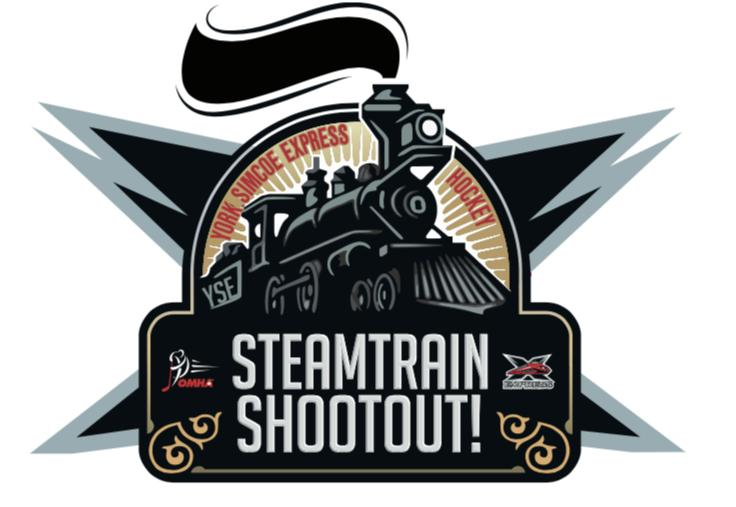 YORK SIMCOE EXPRESS
HOCKEY
YSE
STEAMTRAIN
OMHA
EXPRESS
SHOOTOUT!